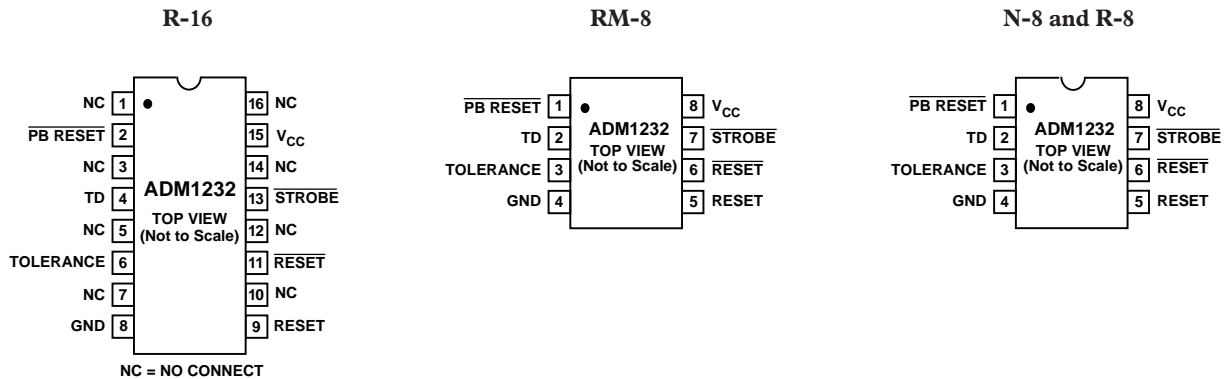 R-16
NC 1
PB RESET 2
NC 3
TD 4
NC 5
TOLERANCE 6
NC 7
GND 8
ADM1232
TOP VIEW
(Not to Scale)
16 NC
15 VCC
14 NC
13 STROBE
12 NC
11 RESET
10 NC
9 RESET
NC = NO CONNECT
RM-8
PB RESET 1
TD 2
TOLERANCE 3
GND 4
ADM1232
TOP VIEW
(Not to Scale)
8 VCC
7 STROBE
6 RESET
5 RESET
N-8 and R-8
PB RESET 1
TD 2
TOLERANCE 3
GND 4
ADM1232
TOP VIEW
(Not to Scale)
8 VCC
7 STROBE
6 RESET
5 RESET